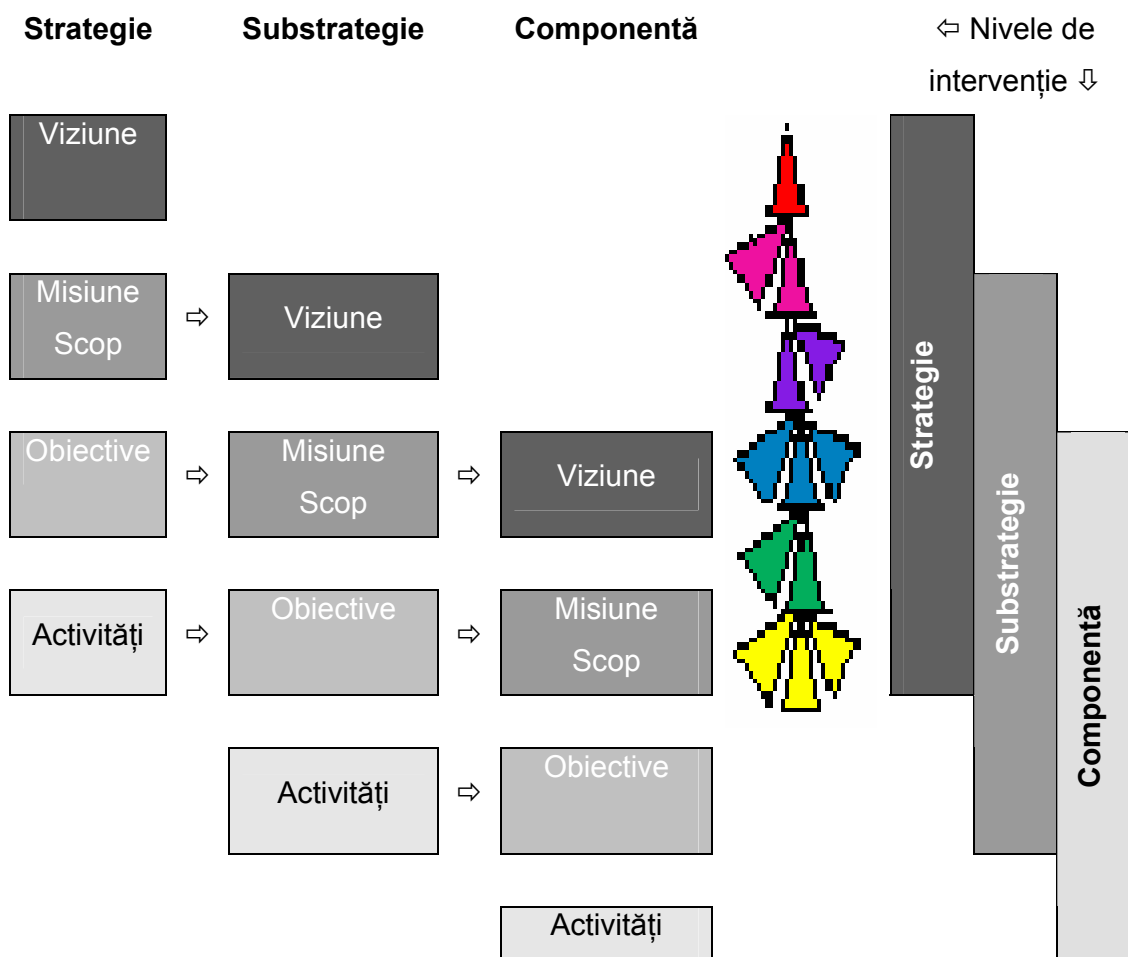 Strategie Substrategie Componentă ⇦ Nivele de
intervenție ⇩
Viziune
Misiune
Scop
⇨
Viziune
Obiective
⇨
Misiune
Scop
⇨
Viziune
Activități
⇨
Obiective
⇨
Misiune
Scop
Activități
⇨
Obiective
Activități
Strategie
Substrategie
Componentă